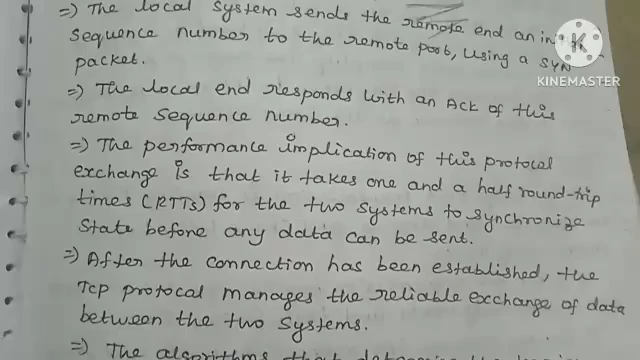 =) The local system sends the remote end an
sequence number to the remote port, using a SYN
packet.
=) The local end responds with an ACK of this
remote sequence number.
=) The performance implication of this protocal
exchange is that it takes one and a half round-trip
times (RTTs) for the two systems to synchronize
state before any data can be sent.
=) After the connection has been established, the
TCP protocal manages the reliable exchange of data
between the two systems.
=) The algorithms that
KINEMASTER